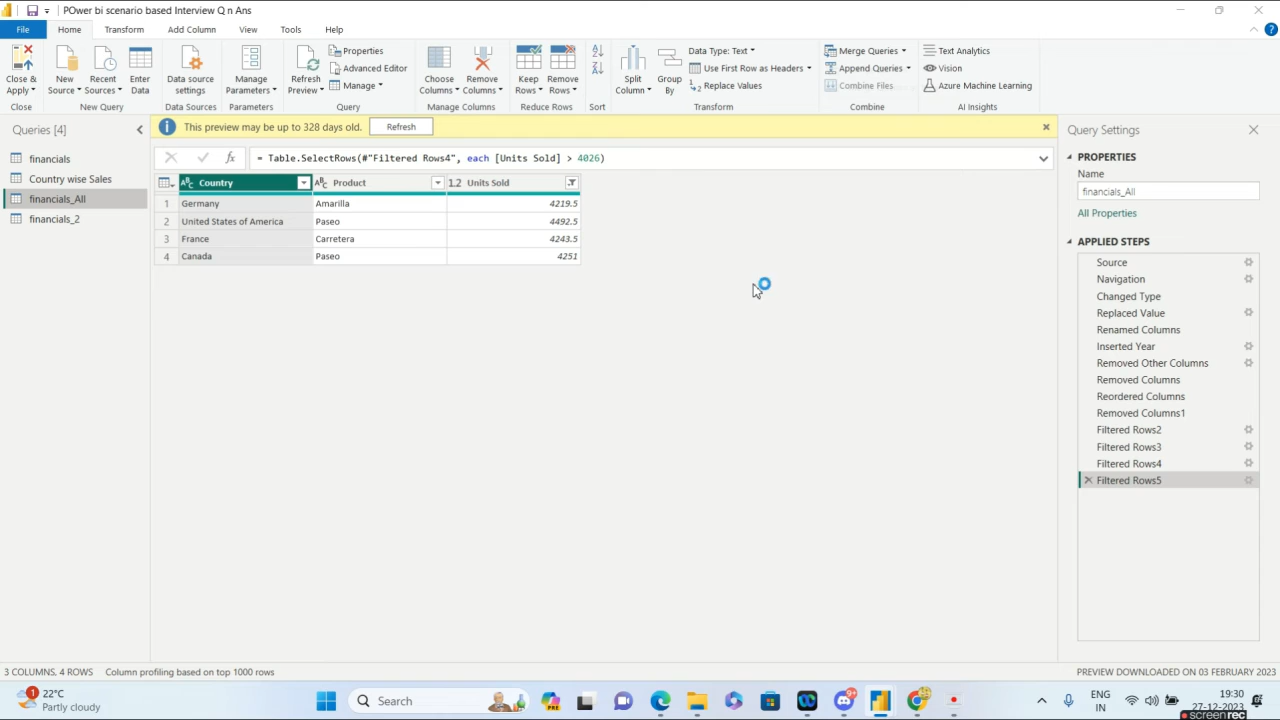 POwer bi scenario based Interview Q n Ans
File Home Transform Add Column View Tools Help
Close & Apply
New Source
Recent Sources
Enter Data
Data source settings
Manage Parameters
Refresh Preview
Properties
Advanced Editor
Manage
Choose Columns
Remove Columns
Keep Rows
Remove Rows
Split Column
Group By
Data Type: Text
Use First Row as Headers
Replace Values
Merge Queries
Append Queries
Combine Files
Text Analytics
Vision
Azure Machine Learning
Close New Query Data Sources Parameters Query Manage Columns Reduce Rows Sort Transform Combine AI Insights
Queries [4]
financials
Country wise Sales
financials_All
financials_2
This preview may be up to 328 days old. Refresh
= Table.SelectRows(#"Filtered Rows4", each [Units Sold] > 4026)
Country Product 1.2 Units Sold
1 Germany Amarilla 4219.5
2 United States of America Paseo 4492.5
3 France Carretera 4243.5
4 Canada Paseo 4251
Query Settings
PROPERTIES
Name
financials_All
All Properties
APPLIED STEPS
Source
Navigation
Changed Type
Replaced Value
Renamed Columns
Inserted Year
Removed Other Columns
Removed Columns
Reordered Columns
Removed Columns1
Filtered Rows2
Filtered Rows3
Filtered Rows4
Filtered Rows5
3 COLUMNS, 4 ROWS Column profiling based on top 1000 rows PREVIEW DOWNLOADED ON 03 FEBRUARY 2023
22°C
Partly cloudy
Search
ENG
IN
19:30
27-12-2023
screenrec